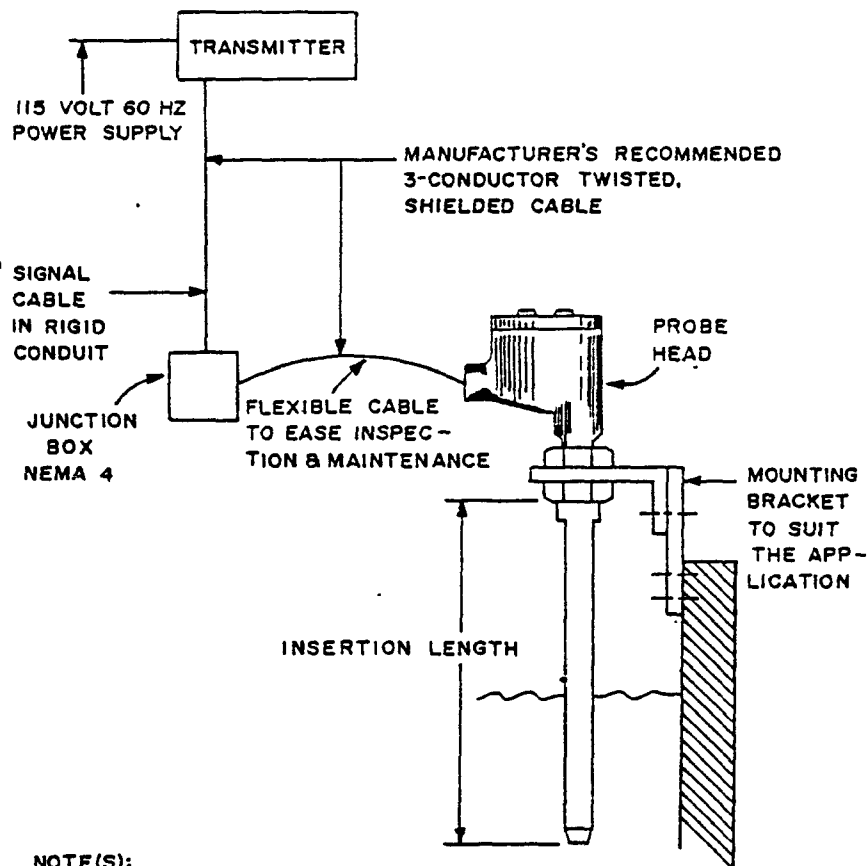 TRANSMITTER
115 VOLT 60 HZ
POWER SUPPLY
MANUFACTURER'S RECOMMENDED
3-CONDUCTOR TWISTED,
SHIELDED CABLE
SIGNAL
CABLE
IN RIGID
CONDUIT
PROBE
HEAD
JUNCTION
BOX
NEMA 4
FLEXIBLE CABLE
TO EASE INSPEC-
TION & MAINTENANCE
MOUNTING
BRACKET
TO SUIT
THE APP-
LICATION
INSERTION LENGTH
NOTE(S):